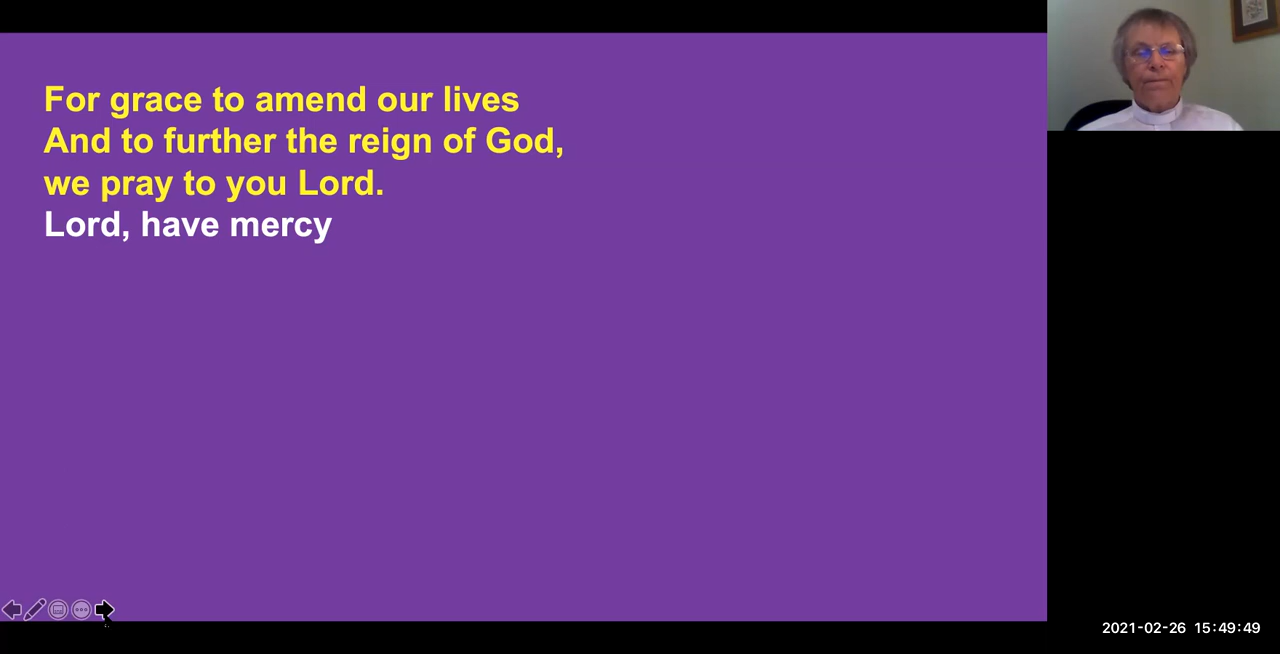 For grace to amend our lives
And to further the reign of God,
we pray to you Lord.
Lord, have mercy
2021-02-26 15:49:49